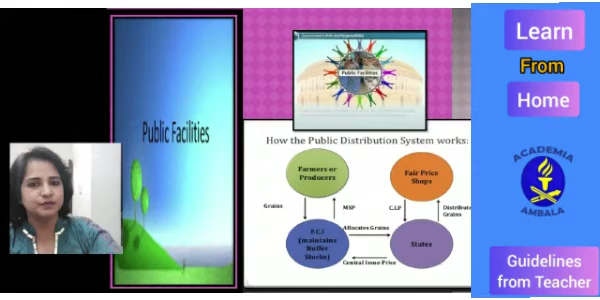 Public Facilities
Public Facilities
How the Public Distribution System works:
Farmers or
Producers
Fair Price
Shops
Grains
MSP
C.I.P
Distribute
Grains
F.C.I
(maintains
Buffer
Stocks)
Allocates Grains
States
Central Issue Price
Learn
From
Home
ACADEMIA
AMBALA
Guidelines
from Teacher